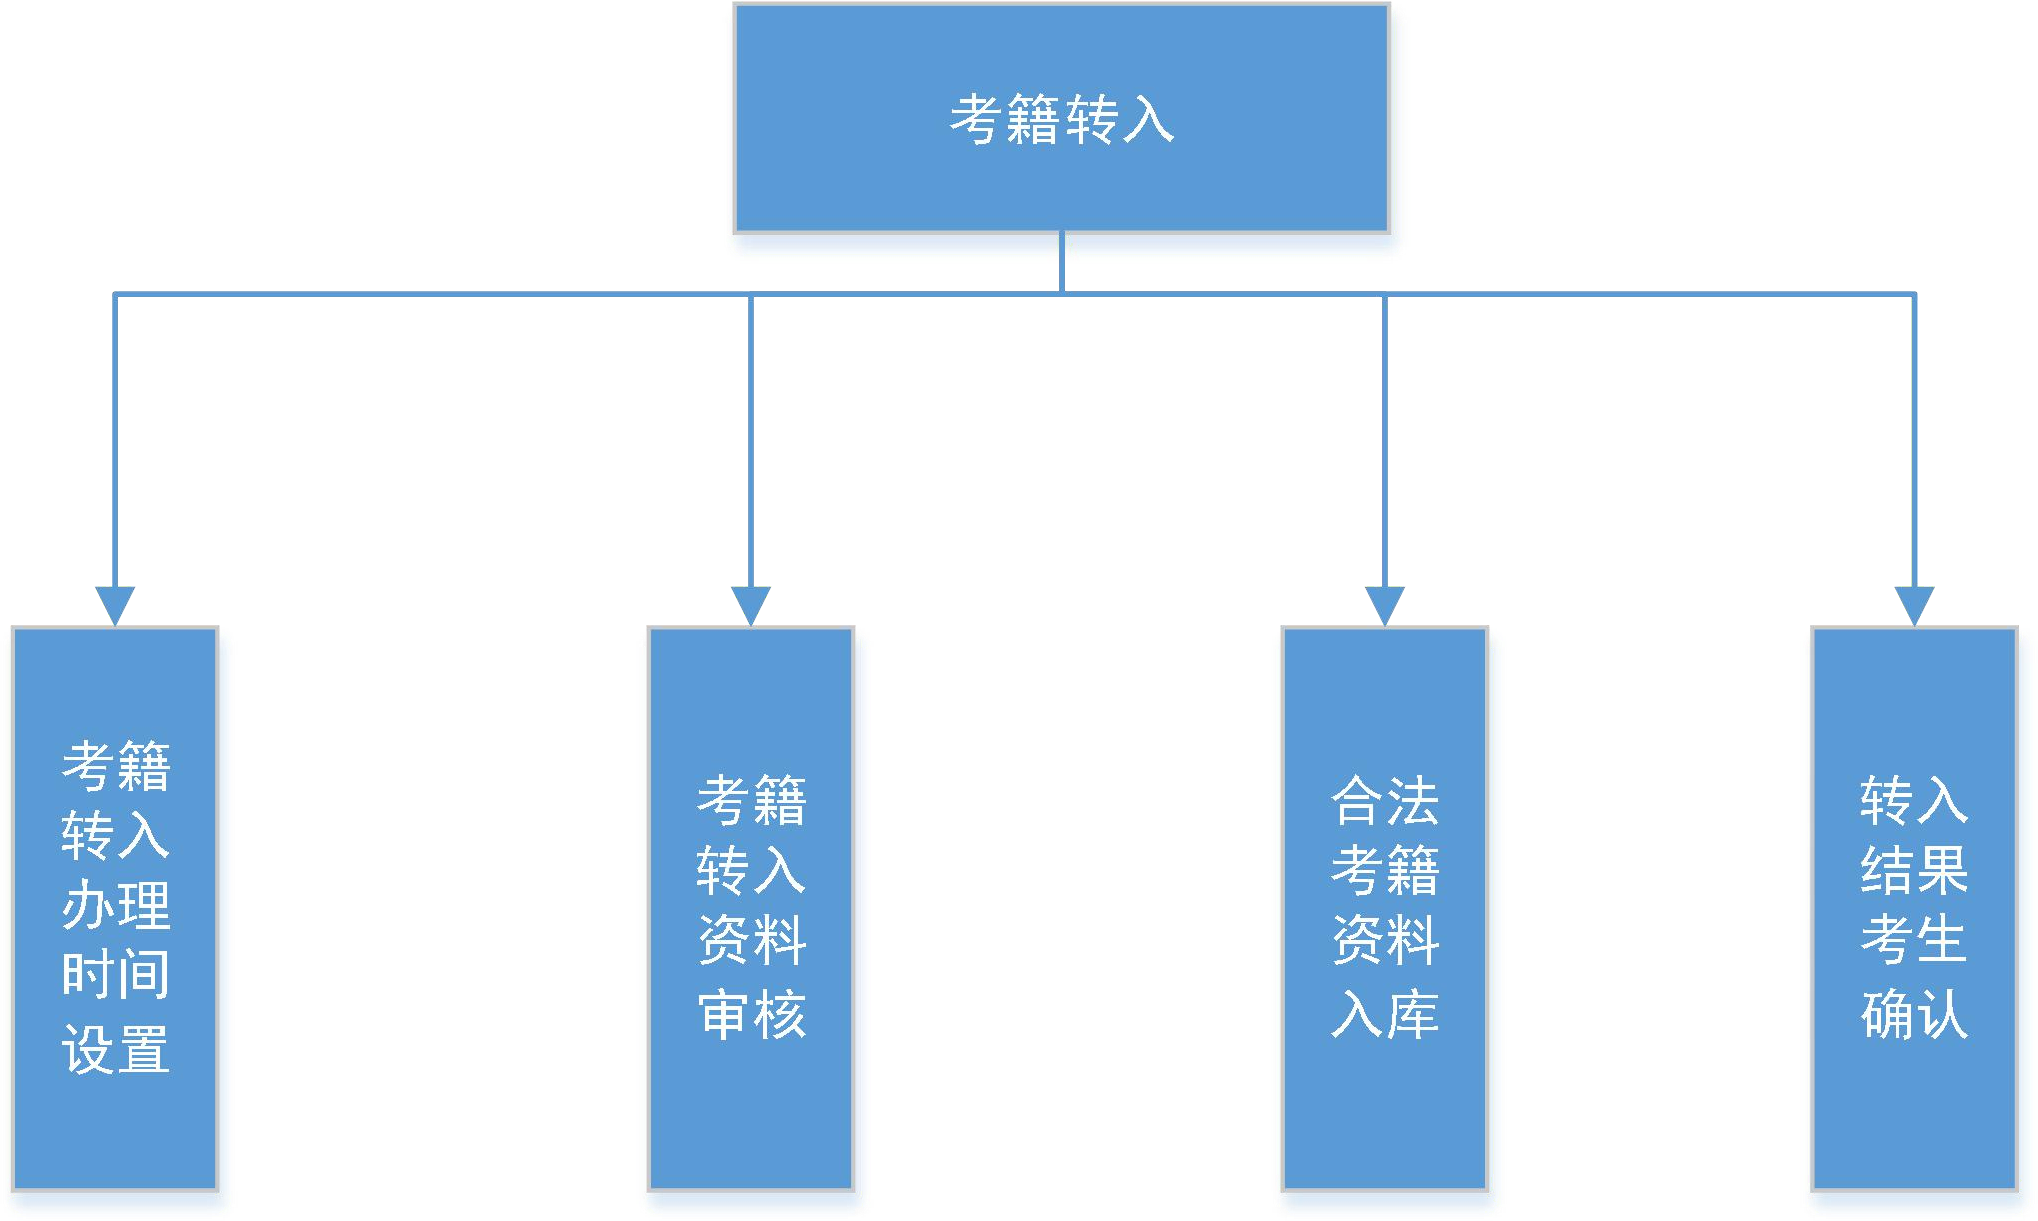 考籍转入
考籍
转入
办理
时间
设置
考籍
转入
资料
审核
合法
考籍
资料
入库
转入
结果
考生
确认